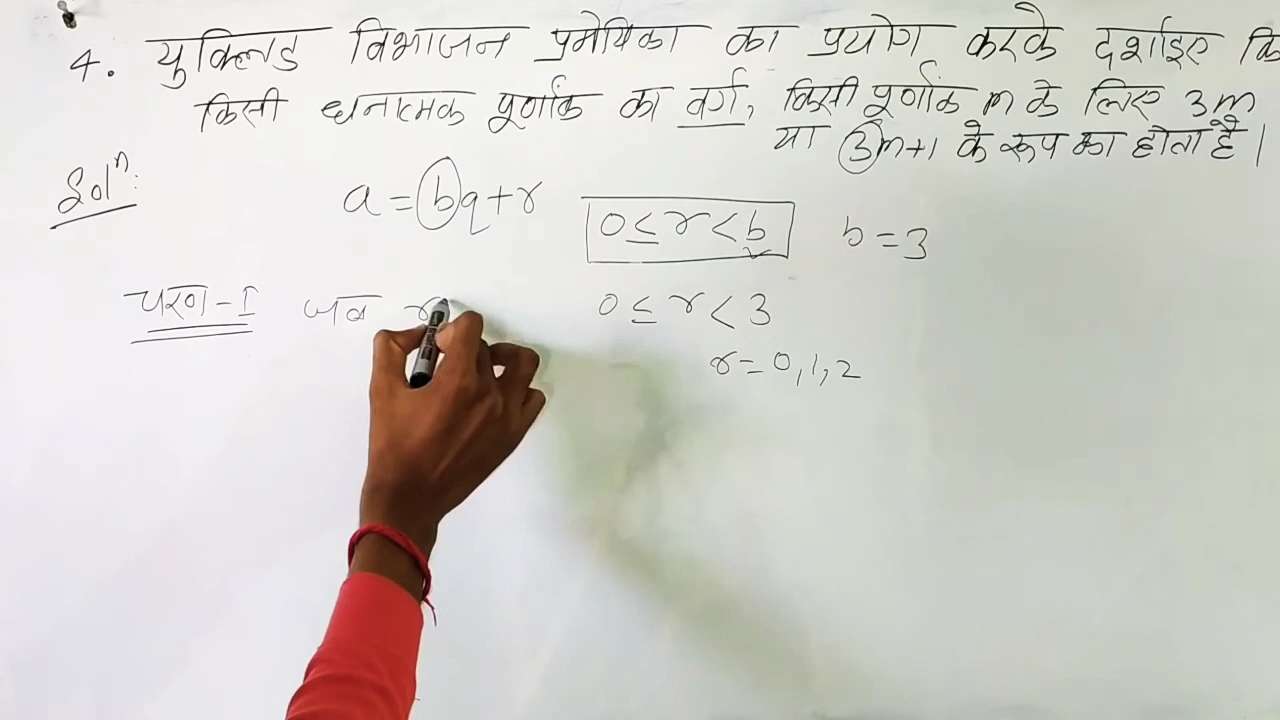 4. युक्लिड विभाजन प्रमेयिका का प्रयोग करके दर्शाइए कि
किसी धनात्मक पूर्णांक का वर्ग, किसी पूर्णांक m के लिए 3m
या 3m+1 के रूप का होता है।
Solⁿ:
a = bq + r 0 ≤ r < b b = 3
चरण-I जब r 0 ≤ r < 3
r = 0, 1, 2